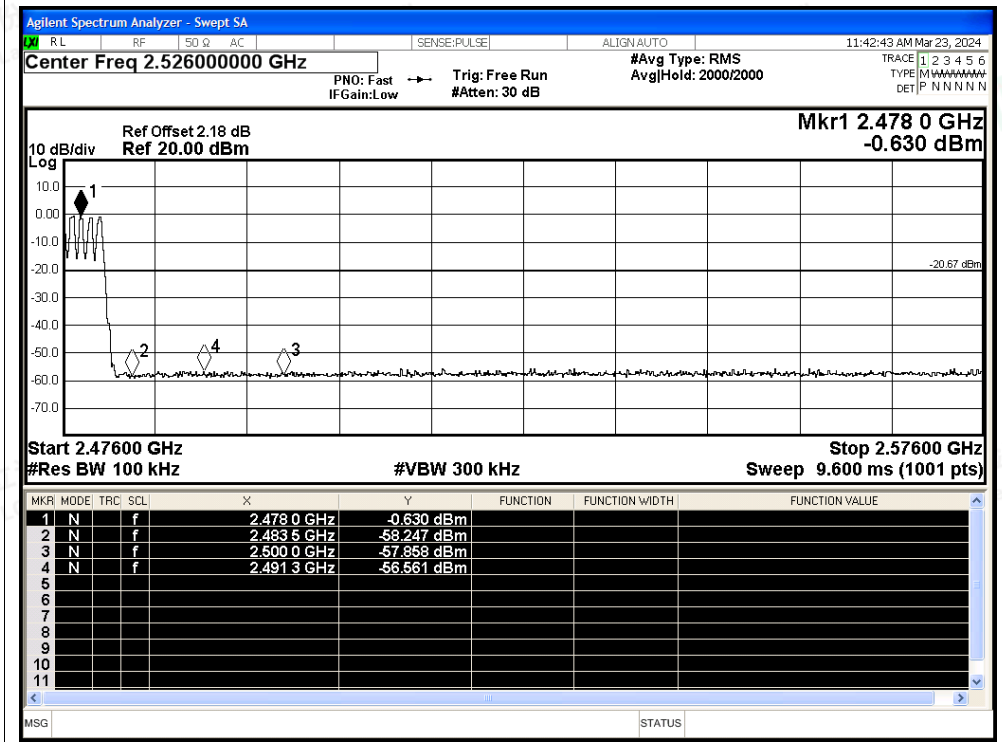 Agilent Spectrum Analyzer - Swept SA
LXI RL RF 50 Ω AC SENSE:PULSE ALIGN AUTO 11:42:43 AM Mar 23, 2024
Center Freq 2.526000000 GHz
PNO: Fast
IFGain:Low
Trig: Free Run
#Atten: 30 dB
#Avg Type: RMS
Avg|Hold: 2000/2000
TRACE 1 2 3 4 5 6
TYPE M
DET P N N N N N
Mkr1 2.478 0 GHz
-0.630 dBm
Ref Offset 2.18 dB
10 dB/div Ref 20.00 dBm
Log
10.0
0.00
-10.0
-20.0
-30.0
-40.0
-50.0
-60.0
-70.0
1
2
4
3
-20.67 dBm
Start 2.47600 GHz Stop 2.57600 GHz
#Res BW 100 kHz #VBW 300 kHz Sweep 9.600 ms (1001 pts)
MKR MODE TRC SCL X Y FUNCTION FUNCTION WIDTH FUNCTION VALUE
1 N f 2.478 0 GHz -0.630 dBm
2 N f 2.483 5 GHz -58.247 dBm
3 N f 2.500 0 GHz -57.858 dBm
4 N f 2.491 3 GHz -56.561 dBm
5
6
7
8
9
10
11
MSG STATUS